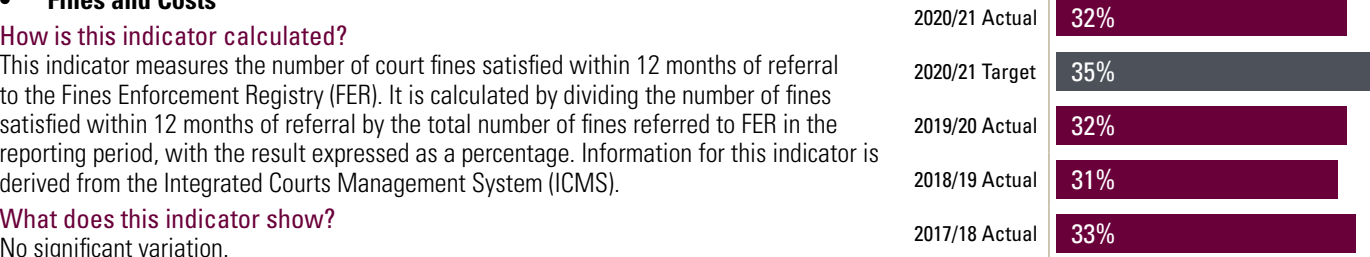 • Fines and Costs
How is this indicator calculated?
This indicator measures the number of court fines satisfied within 12 months of referral
to the Fines Enforcement Registry (FER). It is calculated by dividing the number of fines
satisfied within 12 months of referral by the total number of fines referred to FER in the
reporting period, with the result expressed as a percentage. Information for this indicator is
derived from the Integrated Courts Management System (ICMS).
What does this indicator show?
No significant variation.
2020/21 Actual 32%
2020/21 Target 35%
2019/20 Actual 32%
2018/19 Actual 31%
2017/18 Actual 33%